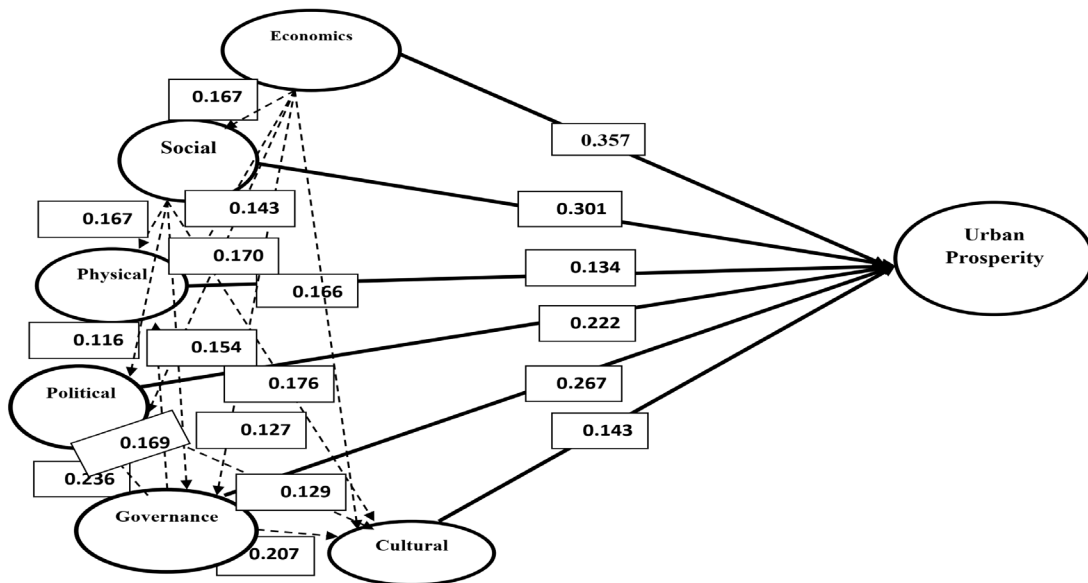 Economics
0.167
0.357
Social
0.143
0.301
0.167
0.170
Urban
Prosperity
Physical
0.134
0.166
0.222
0.116
0.154
0.176
0.267
Political
0.127
0.143
0.169
0.236
0.129
Governance
0.207
Cultural